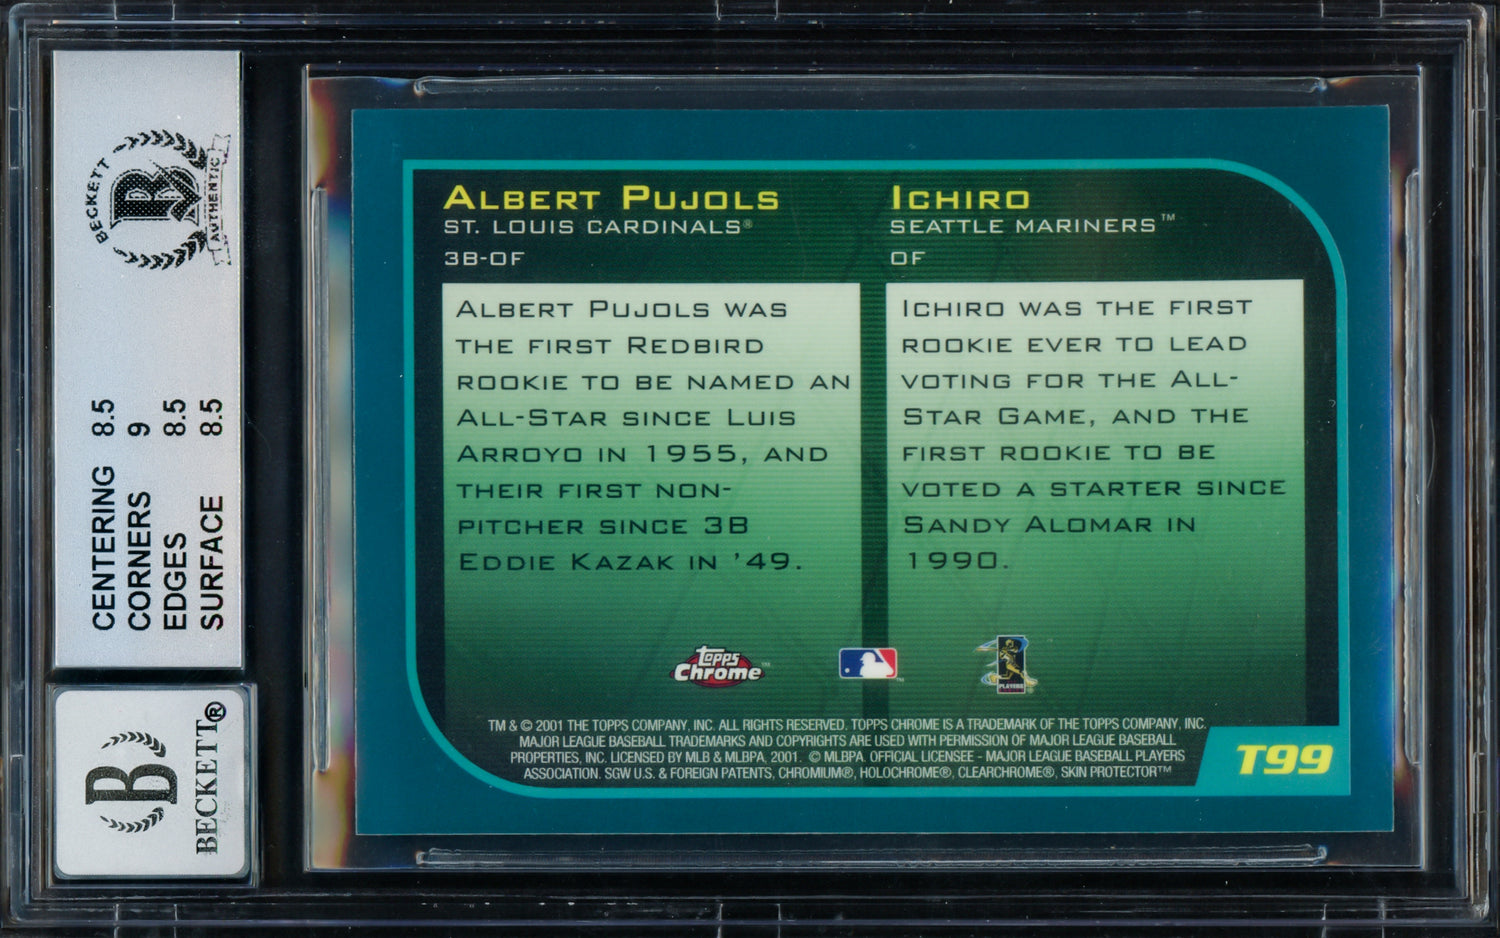 BECKETT
B
AUTHENTIC
CENTERING 8.5
CORNERS 9
EDGES 8.5
SURFACE 8.5
B
BECKETT®
ALBERT PUJOLS
ST. LOUIS CARDINALS®
3B-OF
ALBERT PUJOLS WAS
THE FIRST REDBIRD
ROOKIE TO BE NAMED AN
ALL-STAR SINCE LUIS
ARROYO IN 1955, AND
THEIR FIRST NON-
PITCHER SINCE 3B
EDDIE KAZAK IN '49.
ICHIRO
SEATTLE MARINERS™
OF
ICHIRO WAS THE FIRST
ROOKIE EVER TO LEAD
VOTING FOR THE ALL-
STAR GAME, AND THE
FIRST ROOKIE TO BE
VOTED A STARTER SINCE
SANDY ALOMAR IN
1990.
Topps
Chrome™
PLAYERS
TM & © 2001 THE TOPPS COMPANY, INC. ALL RIGHTS RESERVED. TOPPS CHROME IS A TRADEMARK OF THE TOPPS COMPANY, INC.
MAJOR LEAGUE BASEBALL TRADEMARKS AND COPYRIGHTS ARE USED WITH PERMISSION OF MAJOR LEAGUE BASEBALL
PROPERTIES, INC. LICENSED BY MLB & MLBPA, 2001. © MLBPA. OFFICIAL LICENSEE - MAJOR LEAGUE BASEBALL PLAYERS
ASSOCIATION. SGW U.S. & FOREIGN PATENTS, CHROMIUM®, HOLOCHROME®, CLEARCHROME®, SKIN PROTECTOR™
T99